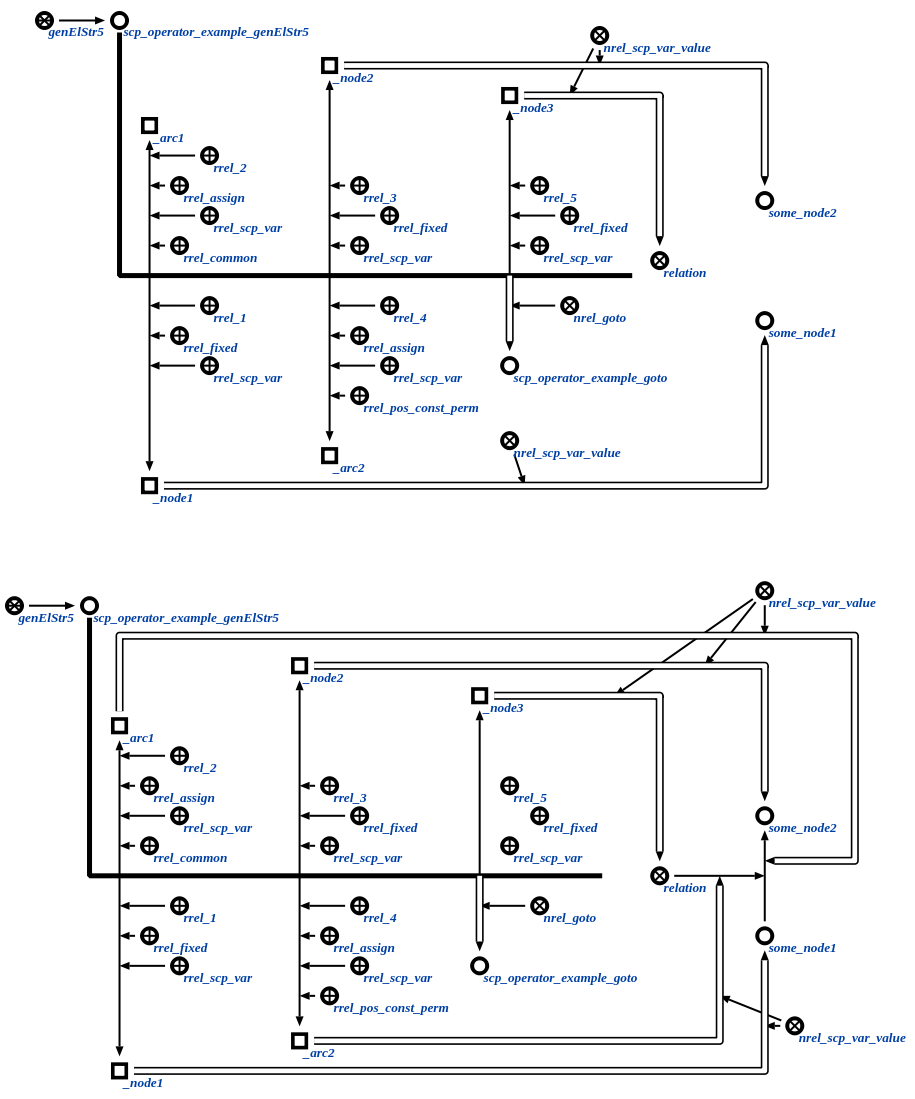 genElStr5 scp_operator_example_genElStr5
nrel_scp_var_value
_node2
_node3
_arc1
rrel_2
rrel_assign rrel_3 rrel_5
some_node2
rrel_scp_var rrel_fixed rrel_fixed
rrel_common rrel_scp_var rrel_scp_var
relation
rrel_1 rrel_4 nrel_goto
some_node1
rrel_fixed rrel_assign
rrel_scp_var rrel_scp_var scp_operator_example_goto
rrel_pos_const_perm
nrel_scp_var_value
_arc2
_node1
nrel_scp_var_value
genElStr5 scp_operator_example_genElStr5
_node2
_node3
_arc1
rrel_2
rrel_assign rrel_3 rrel_5
rrel_scp_var rrel_fixed rrel_fixed some_node2
rrel_common rrel_scp_var rrel_scp_var
relation
rrel_1 rrel_4 nrel_goto
rrel_fixed rrel_assign some_node1
rrel_scp_var rrel_scp_var scp_operator_example_goto
rrel_pos_const_perm
nrel_scp_var_value
_arc2
_node1